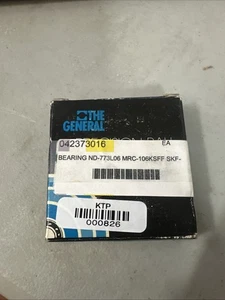 THE
GENERAL
042373016 EA
BEARING ND-773L06 MRC-106KSFF SKF-
KTP
000826